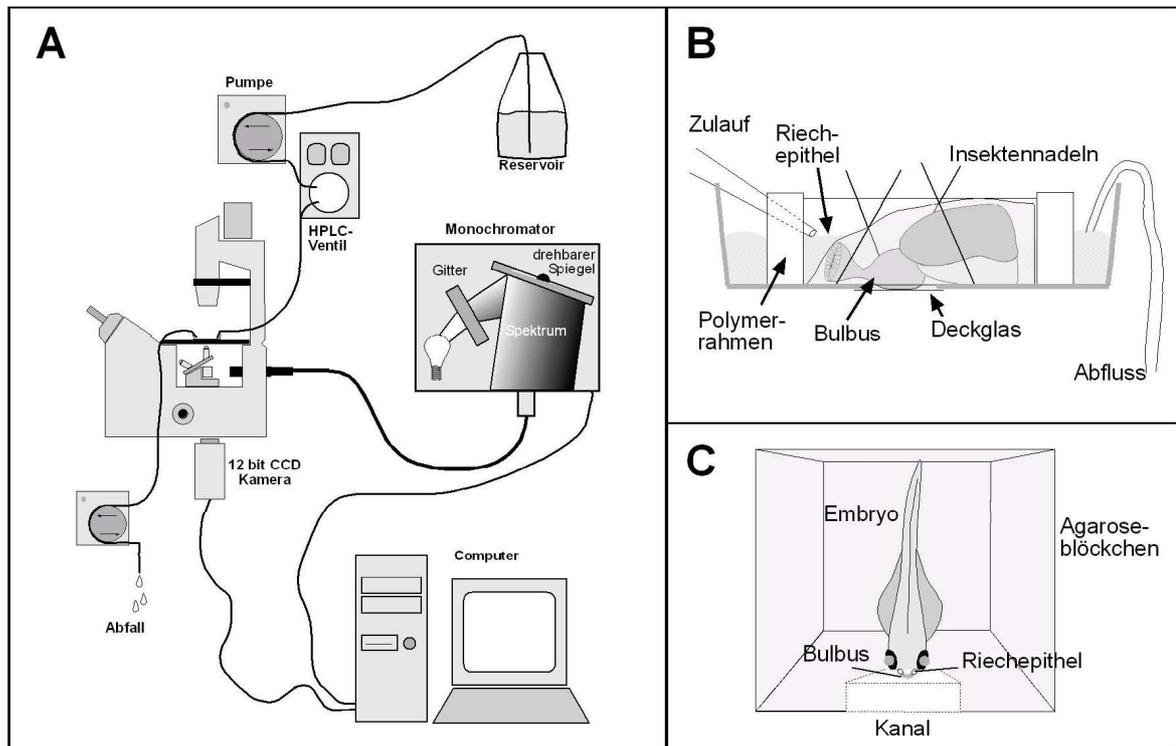 A
Pumpe
Reservoir
HPLC-
Ventil
Monochromator
Gitter
drehbarer
Spiegel
Spektrum
12 bit CCD
Kamera
Abfall
Computer
B
Zulauf
Riech-
epithel
Insektennadeln
Polymer-
rahmen
Bulbus
Deckglas
Abfluss
C
Embryo
Agarose-
blöckchen
Bulbus
Riechepithel
Kanal